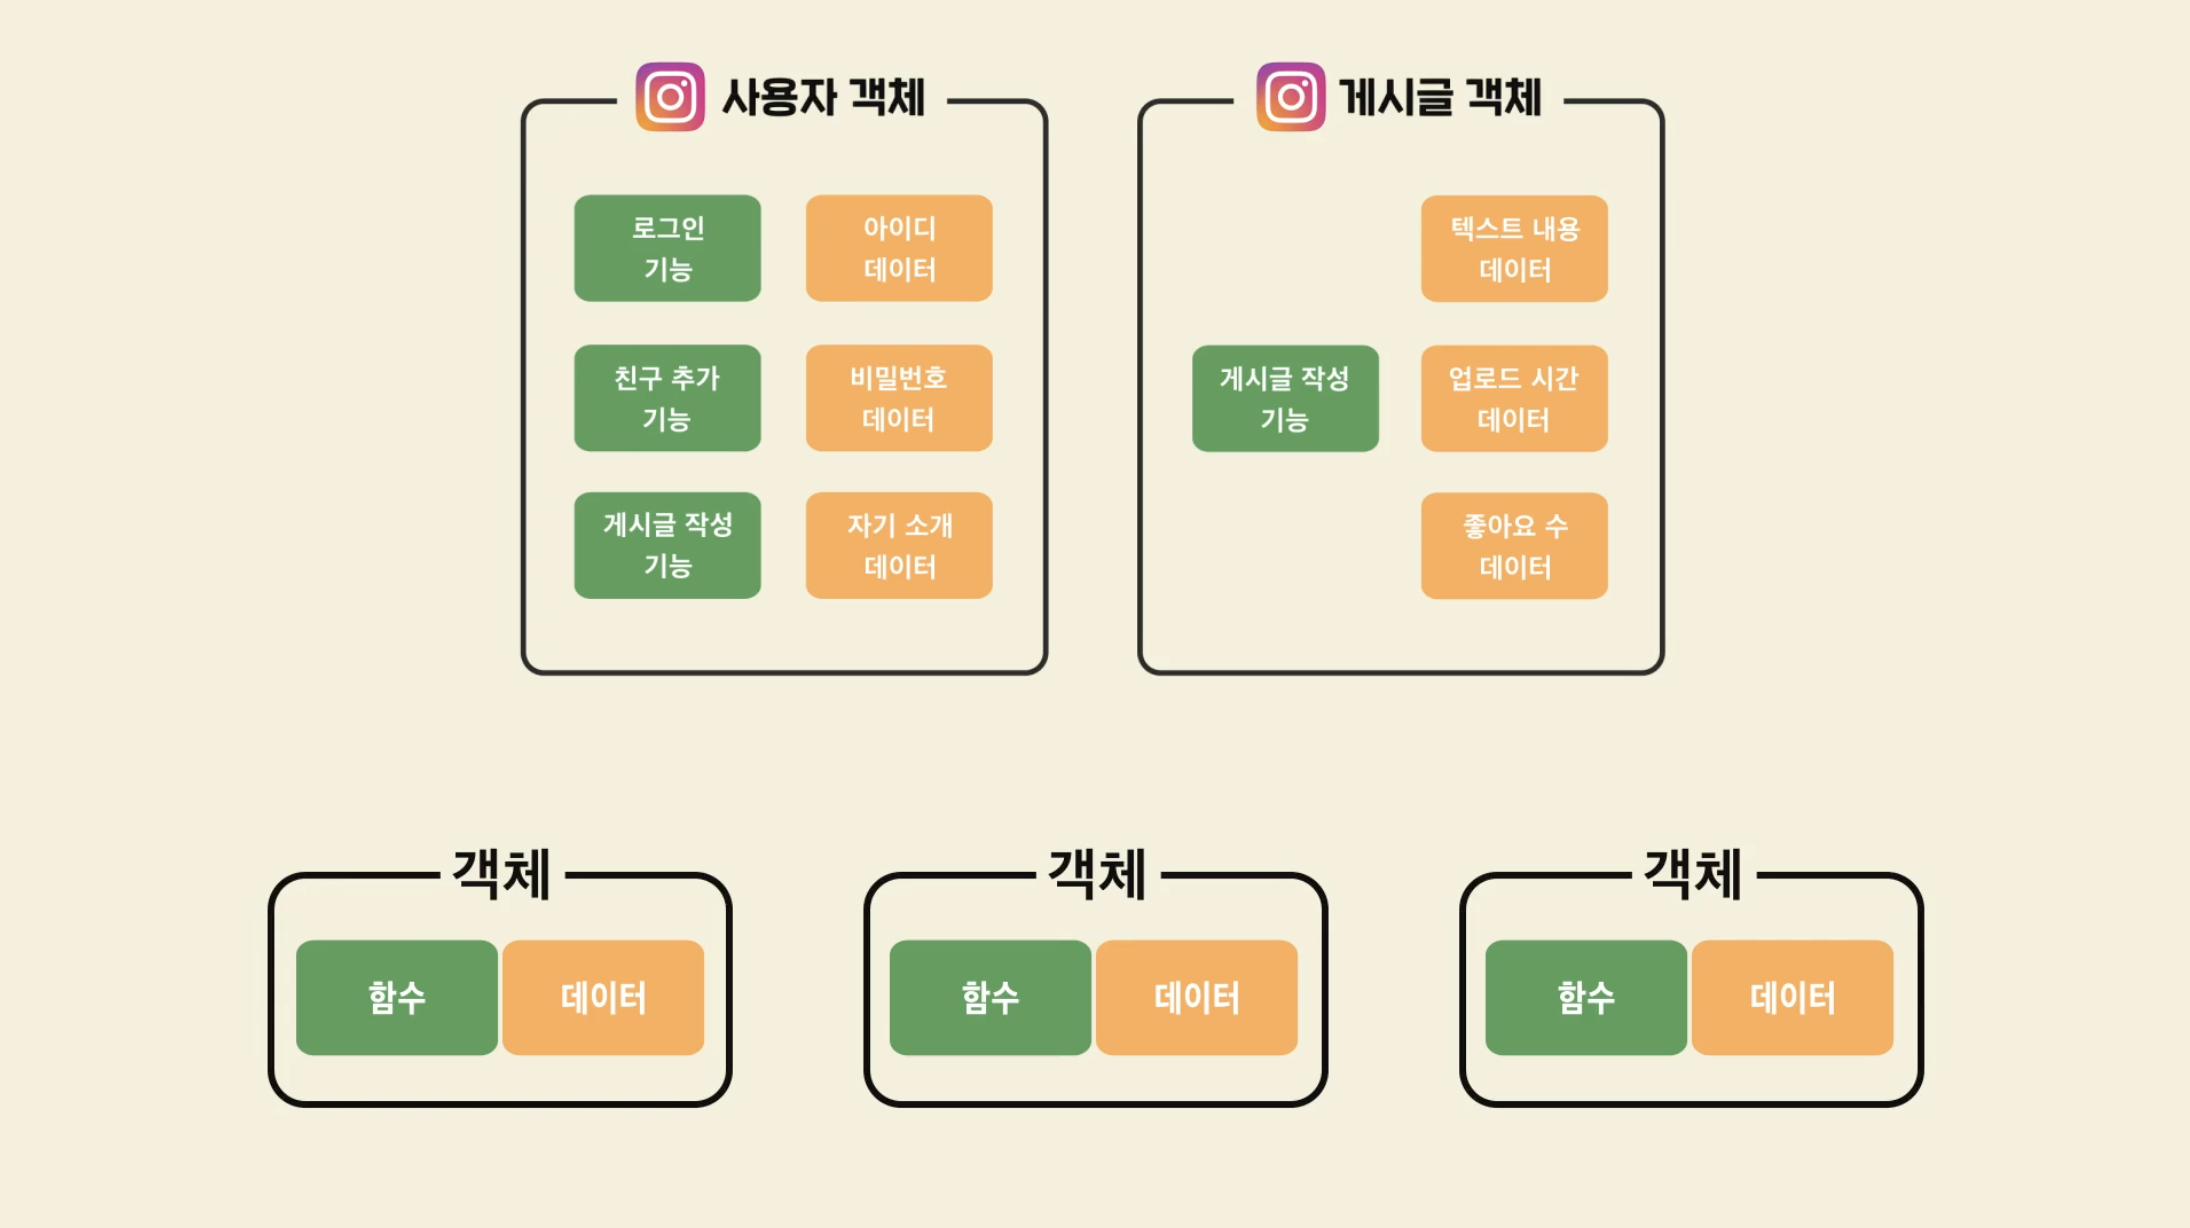 사용자 객체
로그인
기능
아이디
데이터
친구 추가
기능
비밀번호
데이터
게시글 작성
기능
자기 소개
데이터
게시글 객체
텍스트 내용
데이터
게시글 작성
기능
업로드 시간
데이터
좋아요 수
데이터
객체
함수
데이터
객체
함수
데이터
객체
함수
데이터